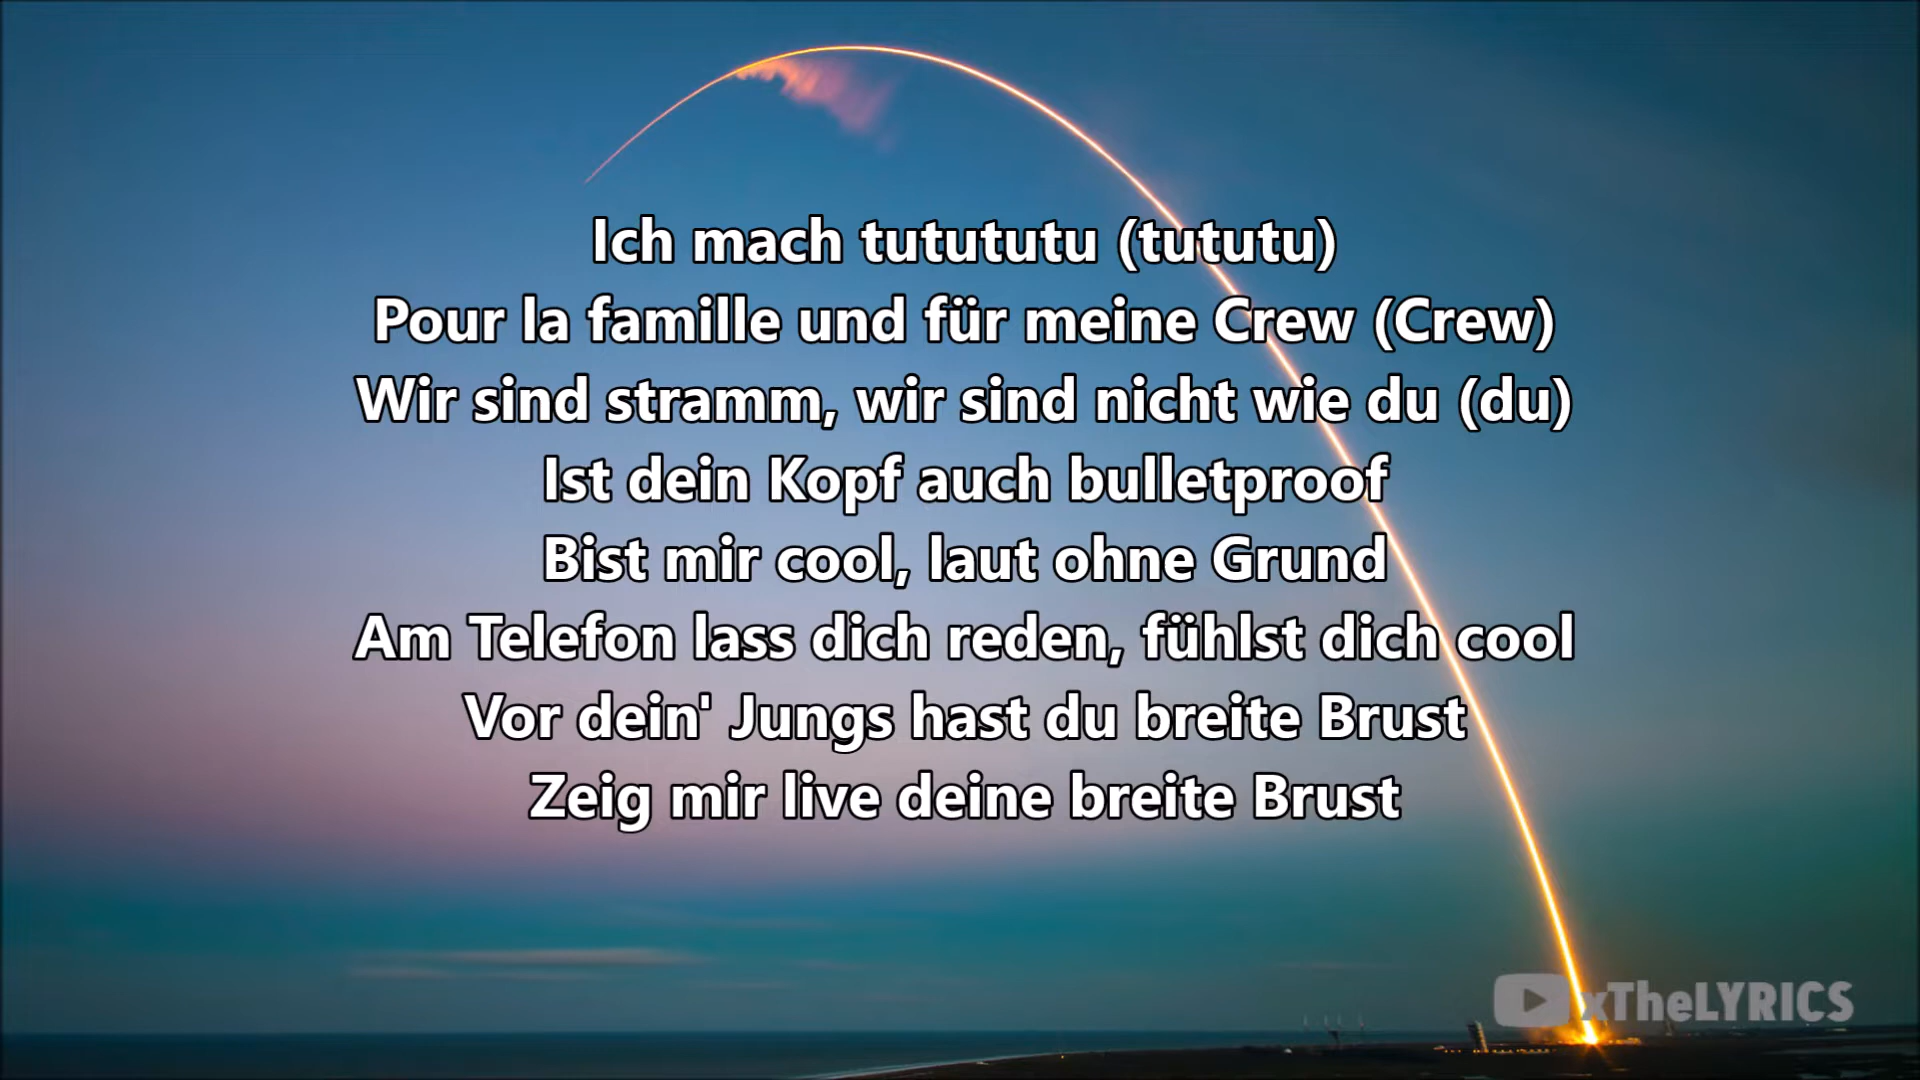 Ich mach tutututu (tututu)
Pour la famille und für meine Crew (Crew)
Wir sind stramm, wir sind nicht wie du (du)
Ist dein Kopf auch bulletproof
Bist mir cool, laut ohne Grund
Am Telefon lass dich reden, fühlst dich cool
Vor dein' Jungs hast du breite Brust
Zeig mir live deine breite Brust
xTheLYRICS